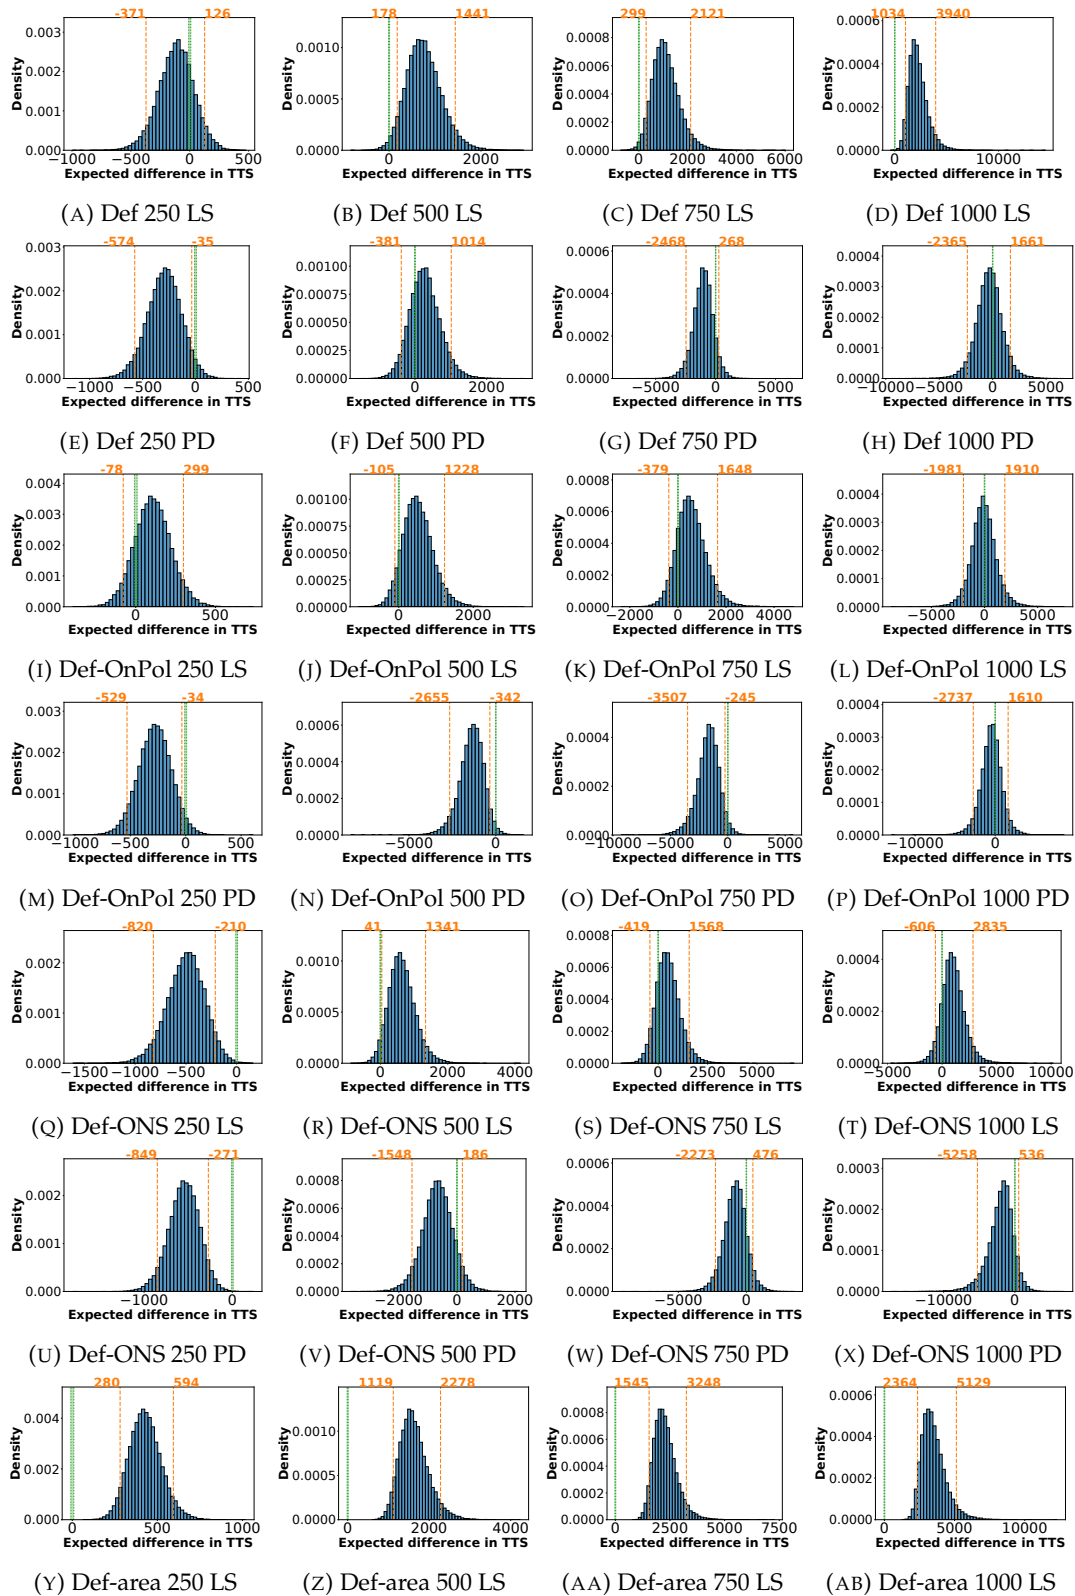 -371 126
0.003
0.002
0.001
0.000
Density
-1000 -500 0 500
Expected difference in TTS
(A) Def 250 LS
178 1441
0.0010
0.0005
0.0000
Density
0 2000
Expected difference in TTS
(B) Def 500 LS
299 2121
0.0008
0.0006
0.0004
0.0002
0.0000
Density
0 2000 4000 6000
Expected difference in TTS
(C) Def 750 LS
1034 3940
0.0006
0.0004
0.0002
0.0000
Density
0 10000
Expected difference in TTS
(D) Def 1000 LS
-574 -35
0.003
0.002
0.001
0.000
Density
-1000 -500 0 500
Expected difference in TTS
(E) Def 250 PD
-381 1014
0.00100
0.00075
0.00050
0.00025
0.00000
Density
0 2000
Expected difference in TTS
(F) Def 500 PD
-2468 268
0.0006
0.0004
0.0002
0.0000
Density
-5000 0 5000
Expected difference in TTS
(G) Def 750 PD
-2365 1661
0.0004
0.0003
0.0002
0.0001
0.0000
Density
-10000 -5000 0 5000
Expected difference in TTS
(H) Def 1000 PD
-78 299
0.004
0.003
0.002
0.001
0.000
Density
0 500
Expected difference in TTS
(I) Def-OnPol 250 LS
-105 1228
0.00100
0.00075
0.00050
0.00025
0.00000
Density
0 2000
Expected difference in TTS
(J) Def-OnPol 500 LS
-379 1648
0.0008
0.0006
0.0004
0.0002
0.0000
Density
-2000 0 2000 4000
Expected difference in TTS
(K) Def-OnPol 750 LS
-1981 1910
0.0004
0.0003
0.0002
0.0001
0.0000
Density
-5000 0 5000
Expected difference in TTS
(L) Def-OnPol 1000 LS
-529 -34
0.003
0.002
0.001
0.000
Density
-1000 -500 0 500
Expected difference in TTS
(M) Def-OnPol 250 PD
-2655 -342
0.0006
0.0004
0.0002
0.0000
Density
-5000 0
Expected difference in TTS
(N) Def-OnPol 500 PD
-3507 -245
0.0004
0.0002
0.0000
Density
-10000 -5000 0 5000
Expected difference in TTS
(O) Def-OnPol 750 PD
-2737 1610
0.0004
0.0003
0.0002
0.0001
0.0000
Density
-10000 0
Expected difference in TTS
(P) Def-OnPol 1000 PD
-820 -210
0.002
0.001
0.000
Density
-1500 -1000 -500 0
Expected difference in TTS
(Q) Def-ONS 250 LS
41 1341
0.0010
0.0005
0.0000
Density
0 2000 4000
Expected difference in TTS
(R) Def-ONS 500 LS
-419 1568
0.0008
0.0006
0.0004
0.0002
0.0000
Density
0 2500 5000
Expected difference in TTS
(S) Def-ONS 750 LS
-606 2835
0.0004
0.0002
0.0000
Density
-5000 0 5000 10000
Expected difference in TTS
(T) Def-ONS 1000 LS
-849 -271
0.002
0.001
0.000
Density
-1000 0
Expected difference in TTS
(U) Def-ONS 250 PD
-1548 186
0.0008
0.0006
0.0004
0.0002
0.0000
Density
-2000 0 2000
Expected difference in TTS
(V) Def-ONS 500 PD
-2273 476
0.0006
0.0004
0.0002
0.0000
Density
-5000 0
Expected difference in TTS
(W) Def-ONS 750 PD
-5258 536
0.0003
0.0002
0.0001
0.0000
Density
-10000 0
Expected difference in TTS
(X) Def-ONS 1000 PD
280 594
0.004
0.002
0.000
Density
0 500 1000
Expected difference in TTS
(Y) Def-area 250 LS
1119 2278
0.0010
0.0005
0.0000
Density
0 2000 4000
Expected difference in TTS
(Z) Def-area 500 LS
1545 3248
0.0008
0.0006
0.0004
0.0002
0.0000
Density
0 2500 5000 7500
Expected difference in TTS
(AA) Def-area 750 LS
2364 5129
0.0006
0.0004
0.0002
0.0000
Density
0 5000 10000
Expected difference in TTS
(AB) Def-area 1000 LS